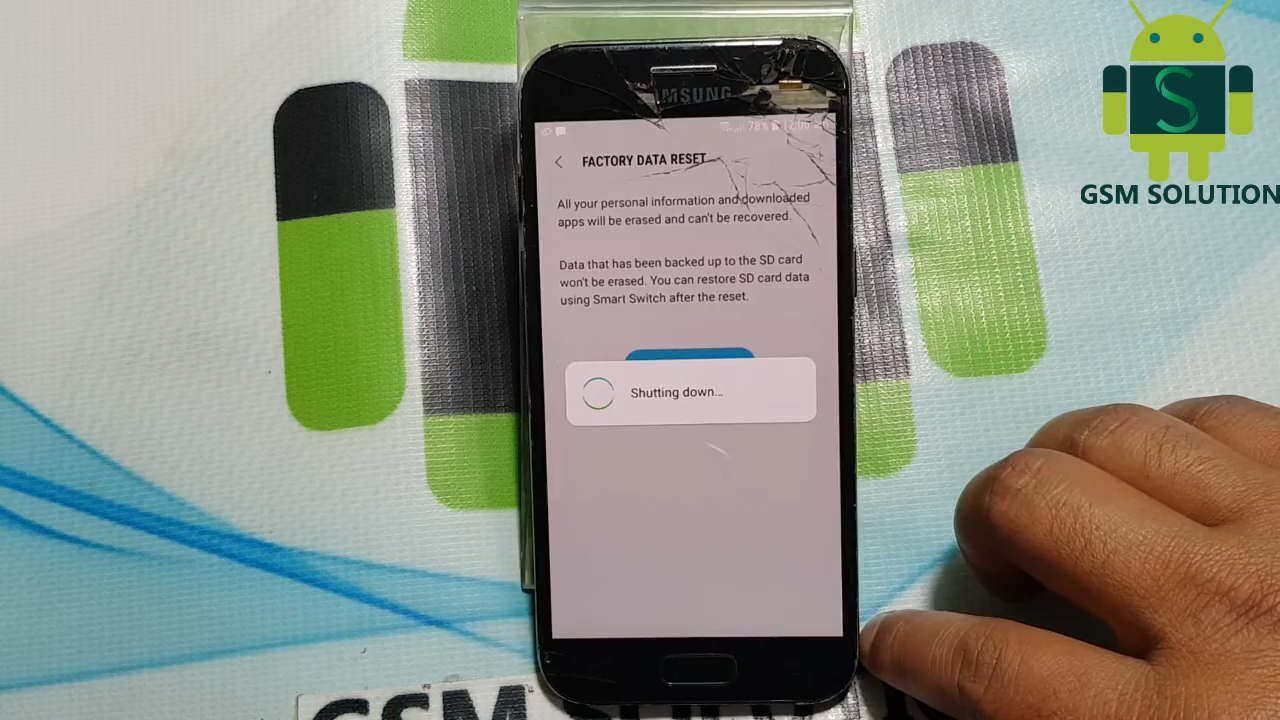 SAMSUNG
78%
FACTORY DATA RESET
All your personal information and downloaded
apps will be erased and can't be recovered.
Data that has been backed up to the SD card
won't be erased. You can restore SD card data
using Smart Switch after the reset.
Shutting down...
GSM SOLUTION
GSM